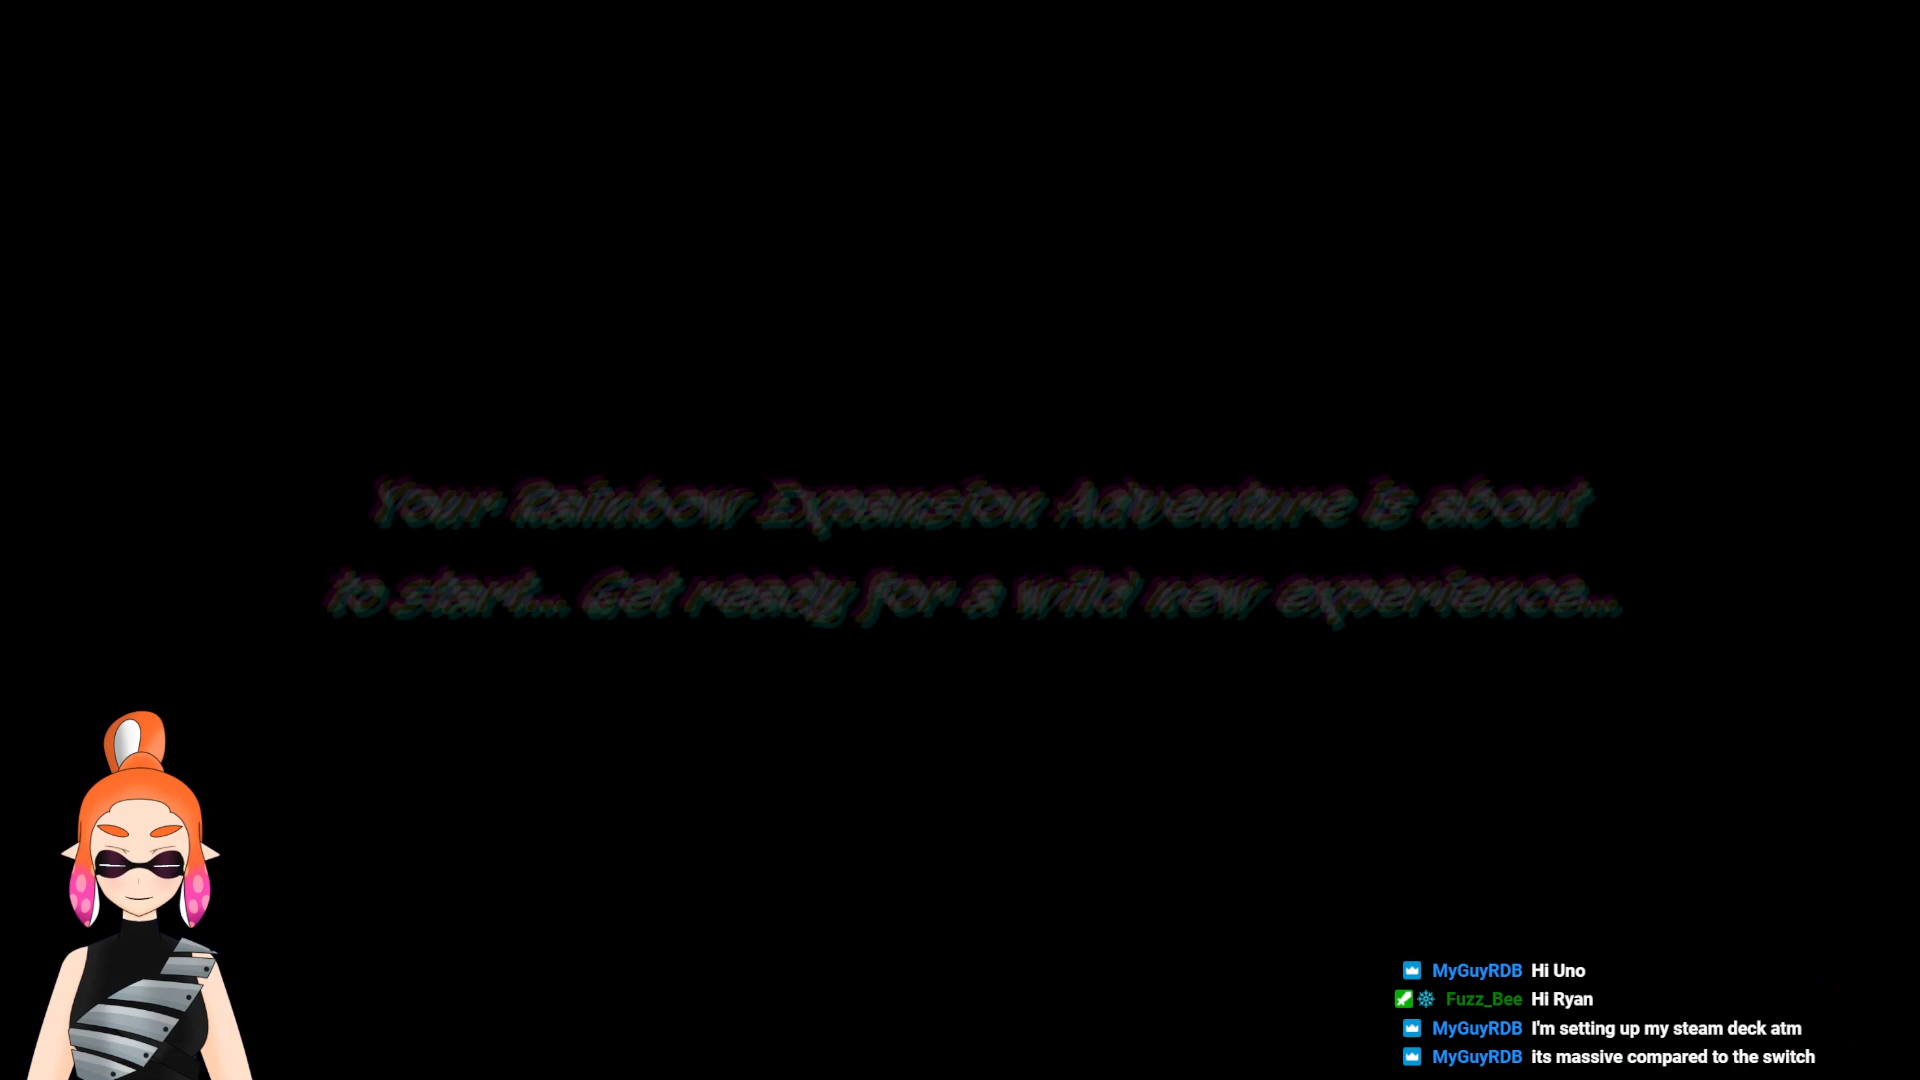 Your Rainbow Expansion Adventure is about
to start... Get ready for a wild new experience...
MyGuyRDB Hi Uno
Fuzz_Bee Hi Ryan
MyGuyRDB I'm setting up my steam deck atm
MyGuyRDB its massive compared to the switch